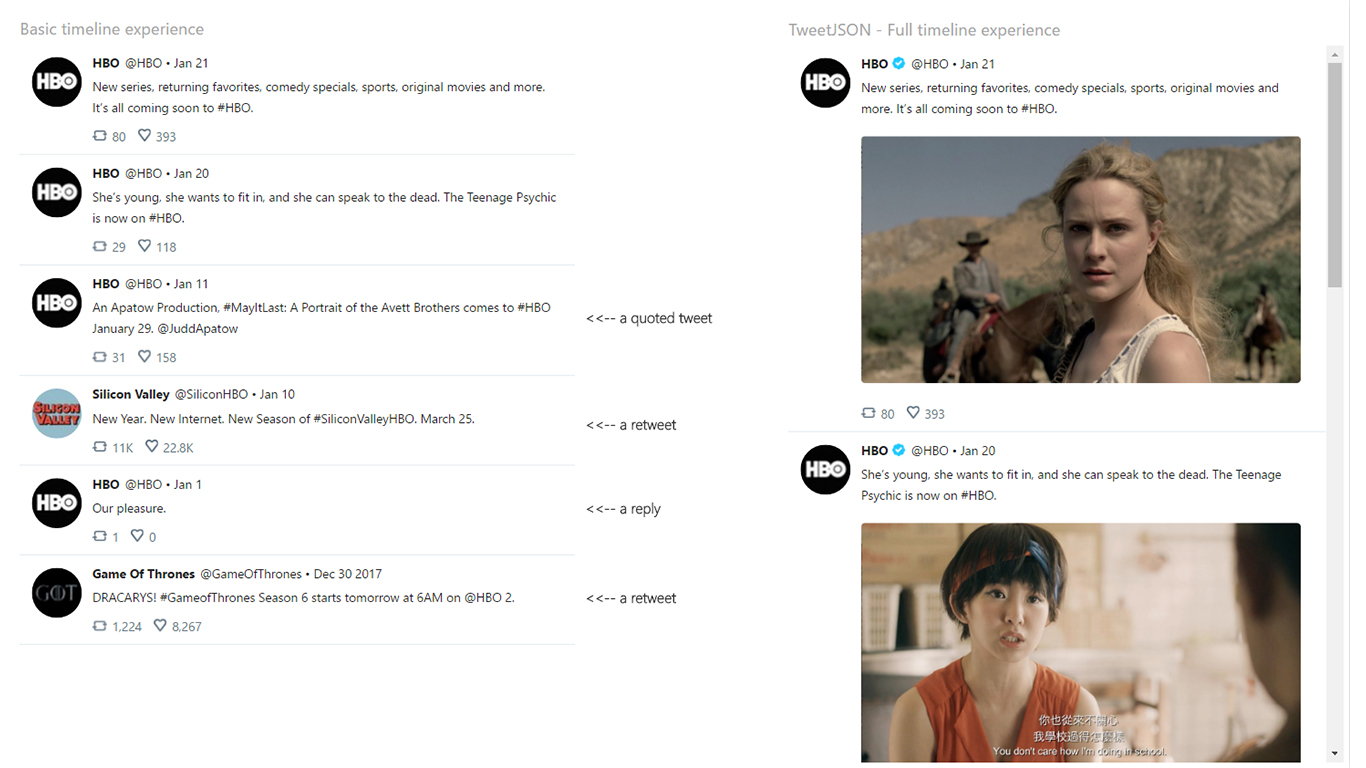 Basic timeline experience
HBO @HBO • Jan 21
New series, returning favorites, comedy specials, sports, original movies and more.
It’s all coming soon to #HBO.
80 393
HBO
HBO @HBO • Jan 20
She’s young, she wants to fit in, and she can speak to the dead. The Teenage Psychic
is now on #HBO.
29 118
HBO
HBO @HBO • Jan 11
An Apatow Production, #MayItLast: A Portrait of the Avett Brothers comes to #HBO
January 29. @JuddApatow
31 158
HBO
<<-- a quoted tweet
Silicon Valley @SiliconHBO • Jan 10
New Year. New Internet. New Season of #SiliconValleyHBO. March 25.
11K 22.8K
SILICON
VALLEY
<<-- a retweet
HBO @HBO • Jan 1
Our pleasure.
1 0
HBO
<<-- a reply
Game Of Thrones @GameOfThrones • Dec 30 2017
DRACARYS! #GameofThrones Season 6 starts tomorrow at 6AM on @HBO 2.
1,224 8,267
GOT
<<-- a retweet
TweetJSON - Full timeline experience
HBO @HBO • Jan 21
New series, returning favorites, comedy specials, sports, original movies and
more. It’s all coming soon to #HBO.
80 393
HBO
HBO @HBO • Jan 20
She’s young, she wants to fit in, and she can speak to the dead. The Teenage
Psychic is now on #HBO.
HBO
你也從來不關心
我學校過得怎麼樣
You don't care how I'm doing in school.